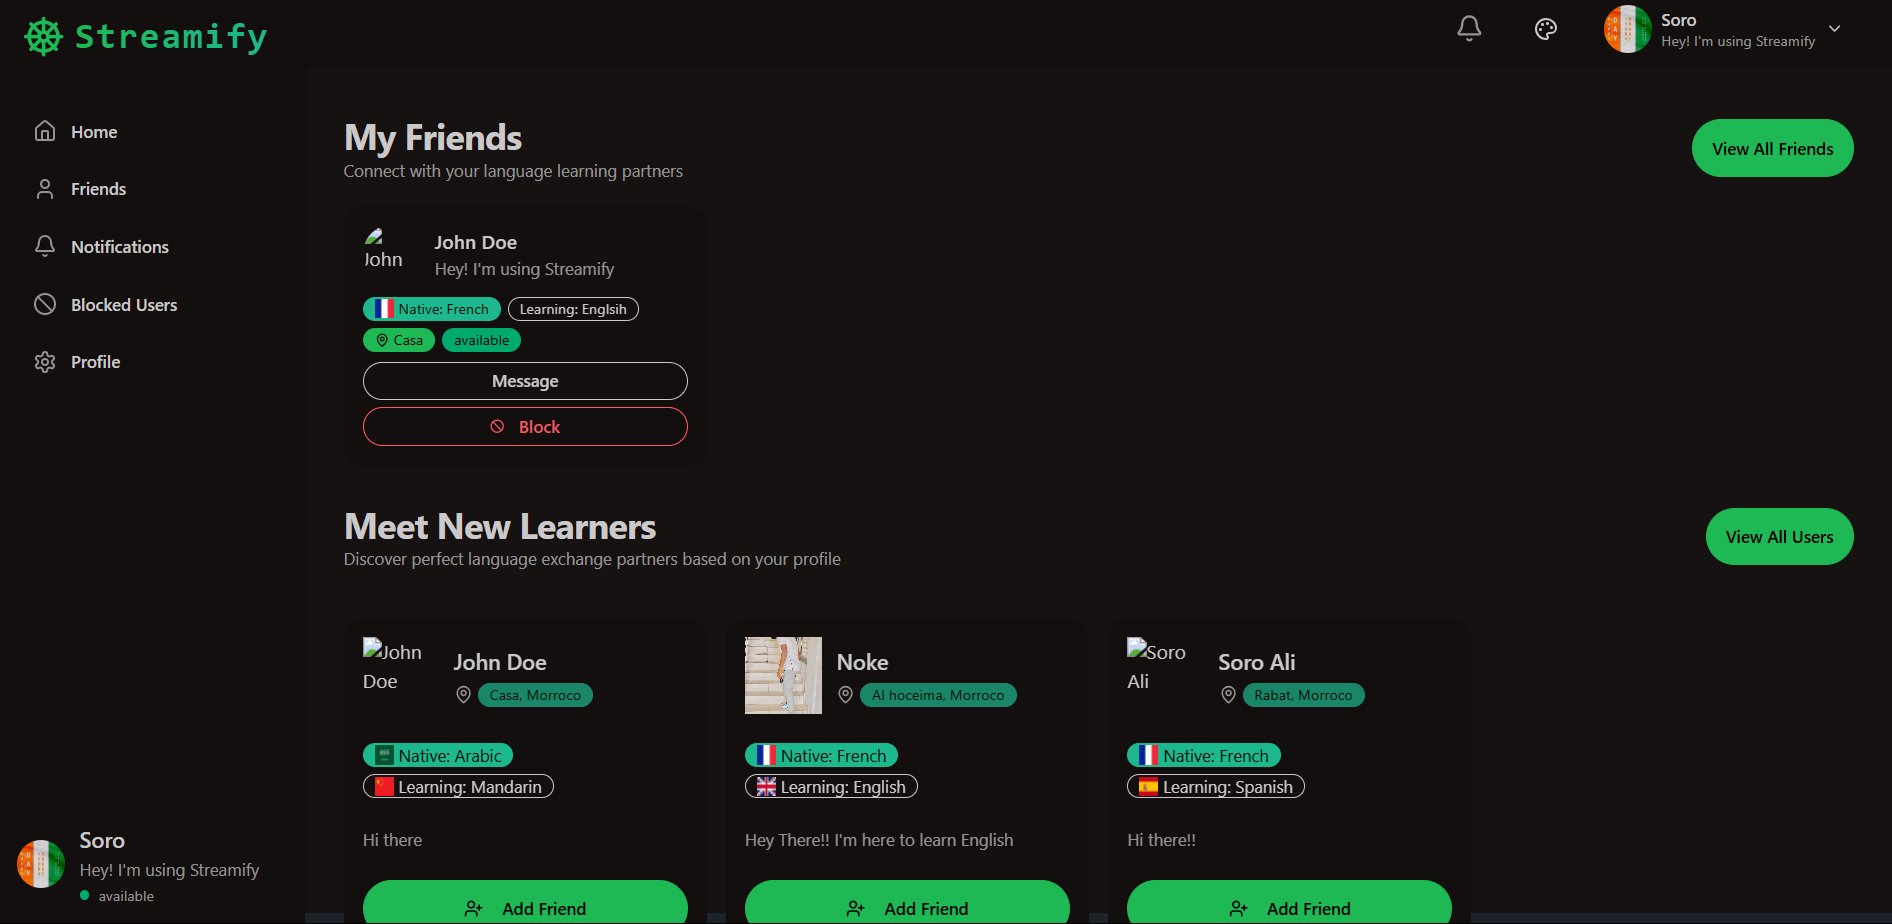 Streamify
Soro
Hey! I'm using Streamify
Home
Friends
Notifications
Blocked Users
Profile
My Friends
Connect with your language learning partners
View All Friends
John
John Doe
Hey! I'm using Streamify
Native: French
Learning: Englsih
Casa
available
Message
Block
Meet New Learners
Discover perfect language exchange partners based on your profile
View All Users
John
Doe
John Doe
Casa, Morroco
Native: Arabic
Learning: Mandarin
Hi there
Add Friend
Noke
Al hoceima, Morroco
Native: French
Learning: English
Hey There!! I'm here to learn English
Add Friend
Soro
Ali
Soro Ali
Rabat, Morroco
Native: French
Learning: Spanish
Hi there!!
Add Friend
Soro
Hey! I'm using Streamify
available